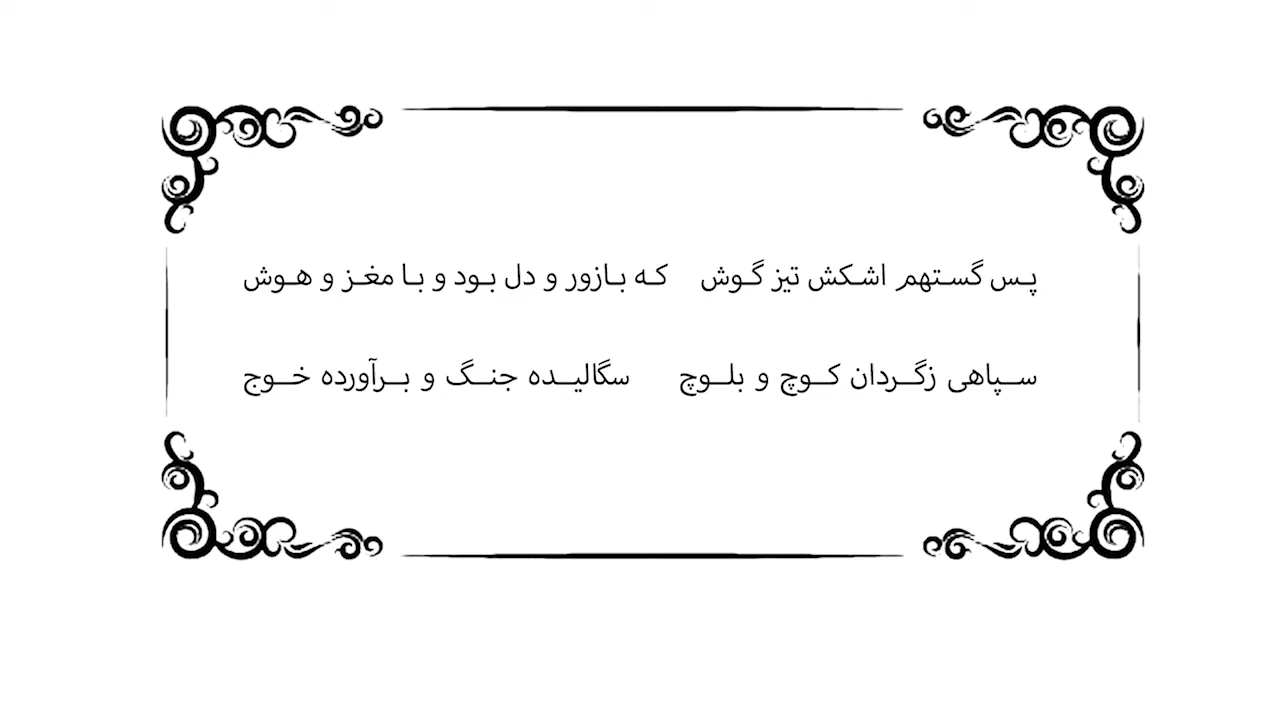 پس گستهم اشکش تیز گوش که بازور و دل بود و با مغز و هوش
سپاهی زگردان کوچ و بلوچ سگالیده جنگ و برآورده خوج